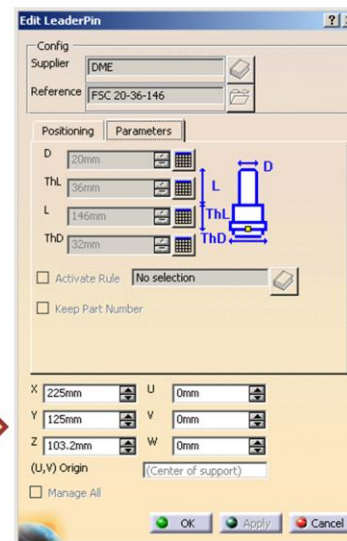 Edit LeaderPin
Config
Supplier DME
Reference FSC 20-36-146
Positioning Parameters
D 20mm
ThL 36mm
L 146mm
ThD 32mm
D
L
ThL
ThD
Activate Rule No selection
Keep Part Number
X 225mm U 0mm
Y 125mm V 0mm
Z 103.2mm W 0mm
(U,V) Origin (Center of support)
Manage All
OK Apply Cancel